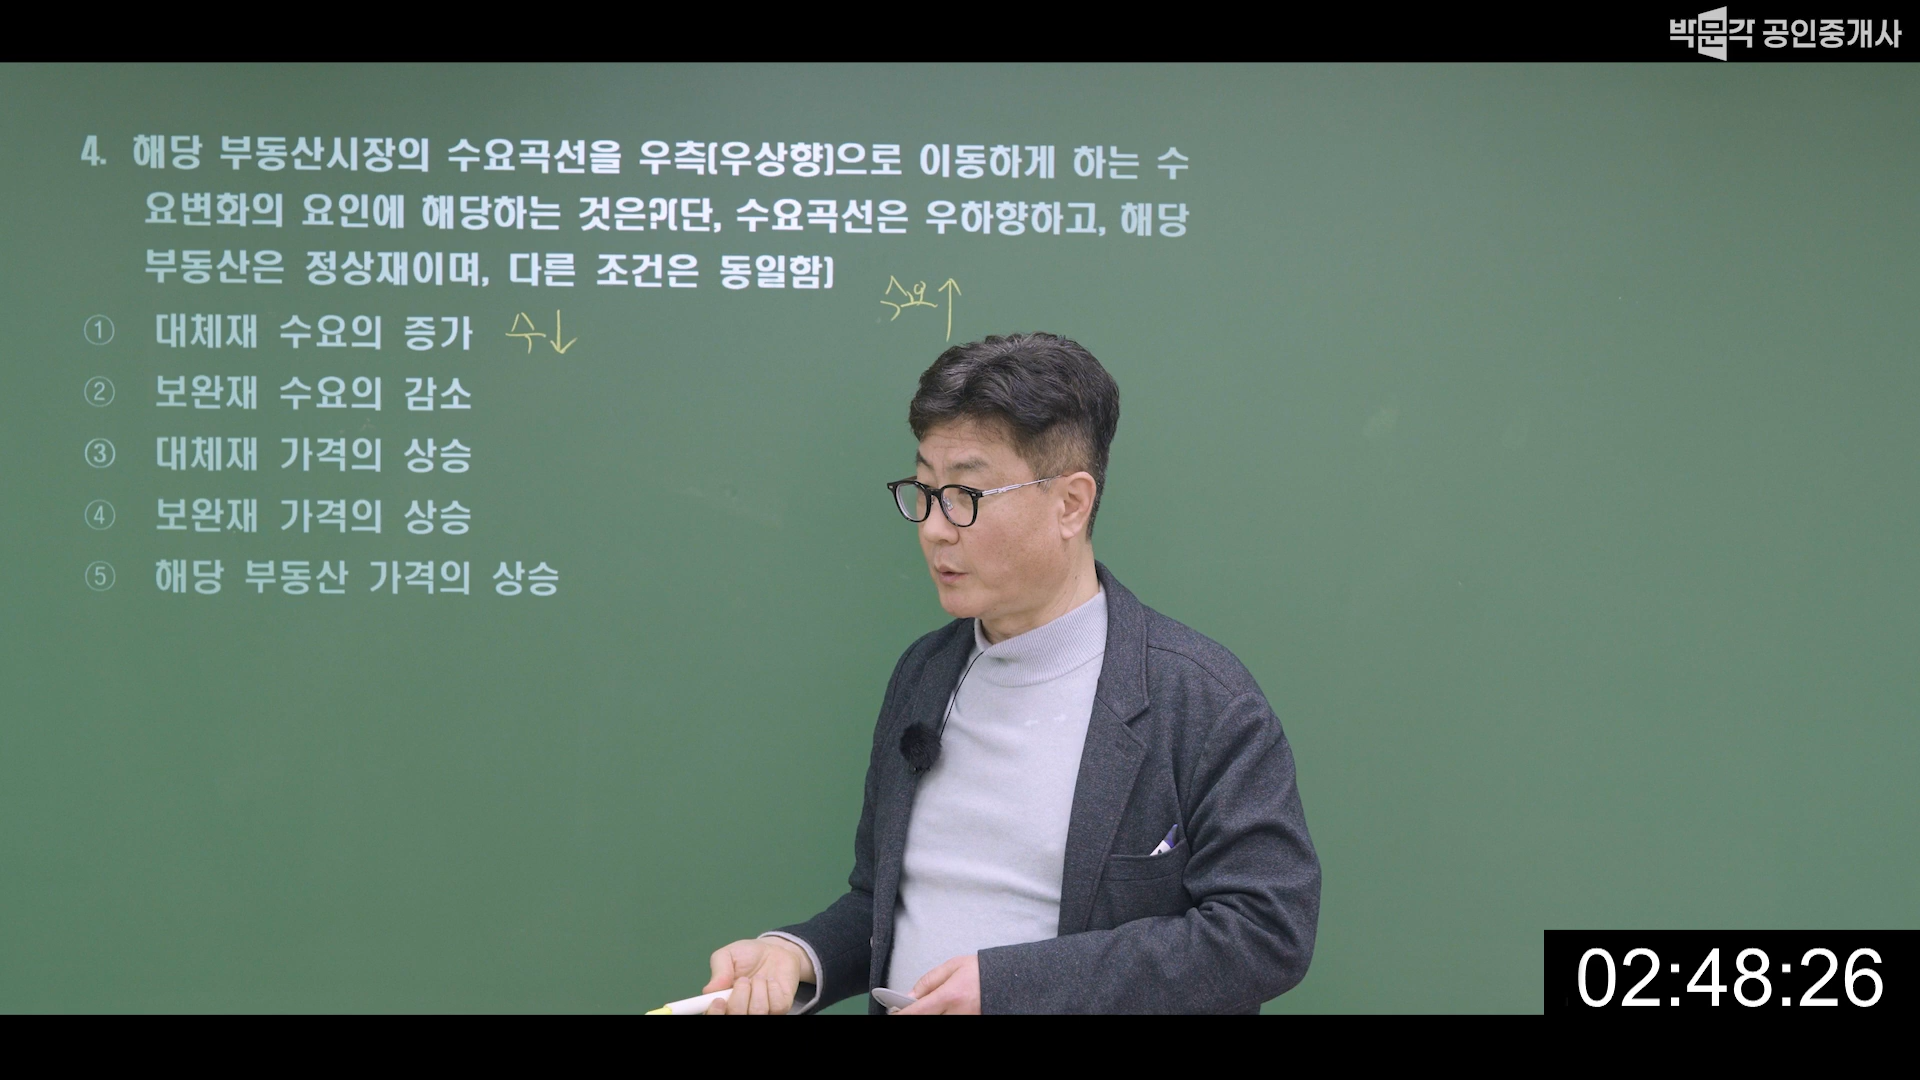 박문각 공인중개사
4. 해당 부동산시장의 수요곡선을 우측(우상향)으로 이동하게 하는 수
요변화의 요인에 해당하는 것은?(단, 수요곡선은 우하향하고, 해당
부동산은 정상재이며, 다른 조건은 동일함)
수요↑
① 대체재 수요의 증가 수↓
② 보완재 수요의 감소
③ 대체재 가격의 상승
④ 보완재 가격의 상승
⑤ 해당 부동산 가격의 상승
02:48:26